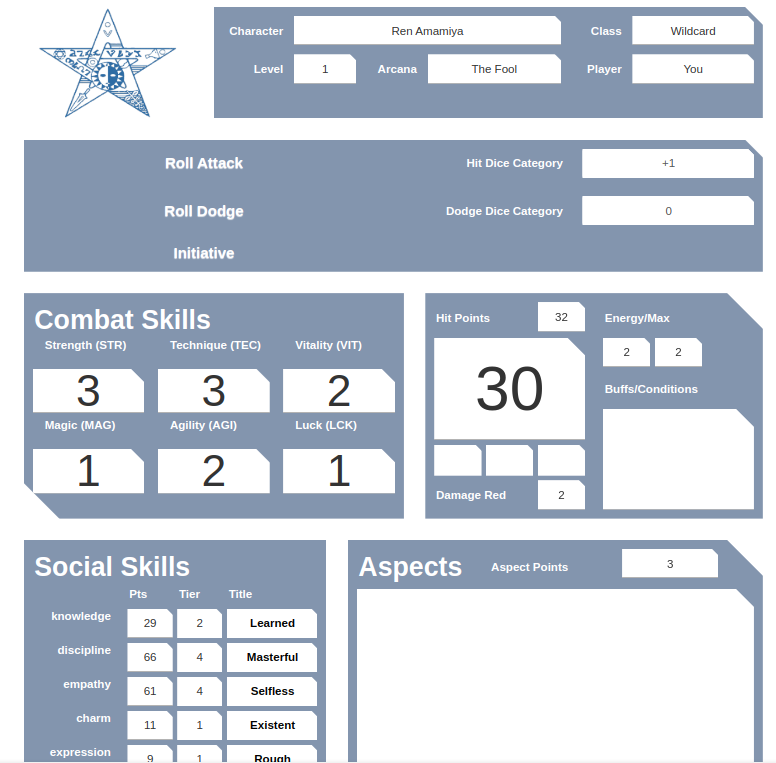 Character Ren Amamiya Class Wildcard
Level 1 Arcana The Fool Player You
Roll Attack Hit Dice Category +1
Roll Dodge Dodge Dice Category 0
Initiative
Combat Skills
Strength (STR) Technique (TEC) Vitality (VIT)
3 3 2
Magic (MAG) Agility (AGI) Luck (LCK)
1 2 1
Hit Points 32 Energy/Max
30 2 2
Buffs/Conditions
Damage Red 2
Social Skills
Pts Tier Title
knowledge 29 2 Learned
discipline 66 4 Masterful
empathy 61 4 Selfless
charm 11 1 Existent
expression 9 1 Rough
Aspects Aspect Points 3